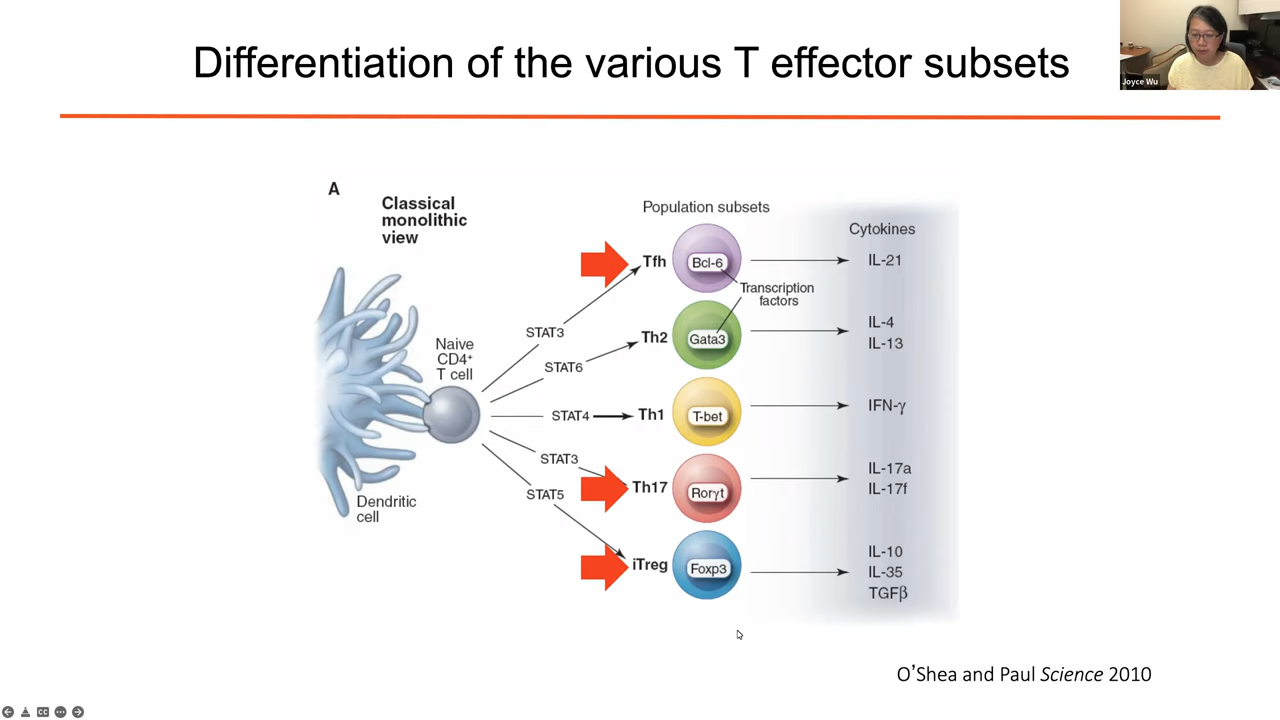 Differentiation of the various T effector subsets
Joyce Wu
A
Classical
monolithic
view
Population subsets
Cytokines
Tfh
Bcl-6
IL-21
Transcription
factors
STAT3
Th2
Gata3
IL-4
IL-13
Naive
CD4+
T cell
STAT6
STAT4
Th1
T-bet
IFN-γ
STAT3
Th17
Rorγt
IL-17a
IL-17f
STAT5
Dendritic
cell
iTreg
Foxp3
IL-10
IL-35
TGFβ
O’Shea and Paul Science 2010
CC